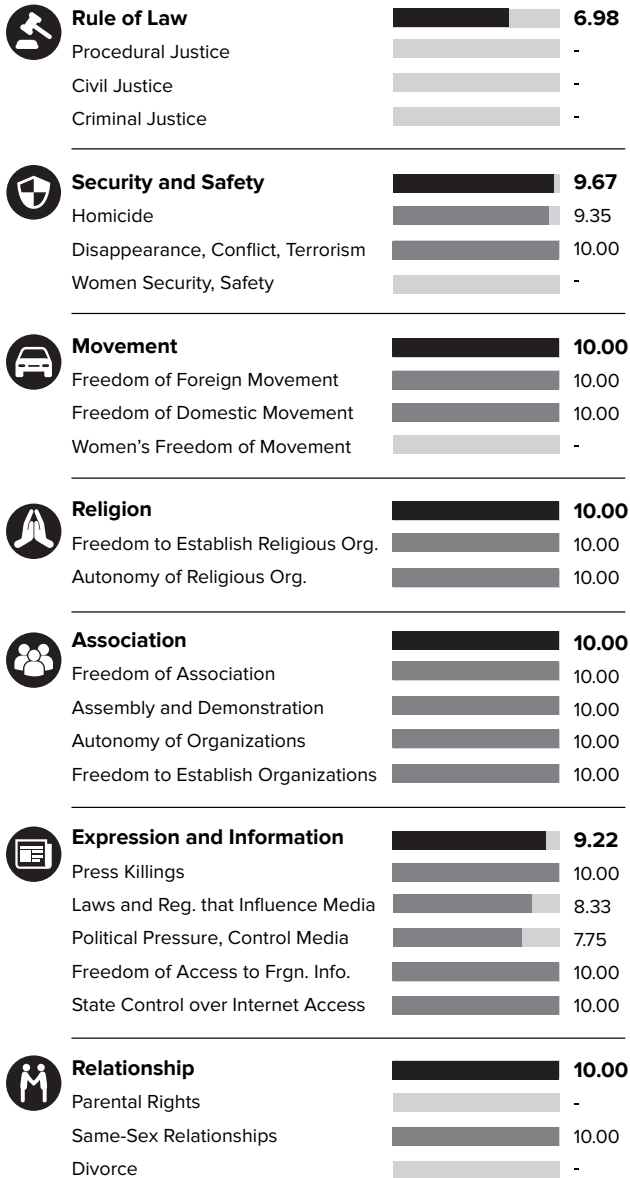 Rule of Law 6.98
Procedural Justice -
Civil Justice -
Criminal Justice -
Security and Safety 9.67
Homicide 9.35
Disappearance, Conflict, Terrorism 10.00
Women Security, Safety -
Movement 10.00
Freedom of Foreign Movement 10.00
Freedom of Domestic Movement 10.00
Women's Freedom of Movement -
Religion 10.00
Freedom to Establish Religious Org. 10.00
Autonomy of Religious Org. 10.00
Association 10.00
Freedom of Association 10.00
Assembly and Demonstration 10.00
Autonomy of Organizations 10.00
Freedom to Establish Organizations 10.00
Expression and Information 9.22
Press Killings 10.00
Laws and Reg. that Influence Media 8.33
Political Pressure, Control Media 7.75
Freedom of Access to Frgn. Info. 10.00
State Control over Internet Access 10.00
Relationship 10.00
Parental Rights -
Same-Sex Relationships 10.00
Divorce -